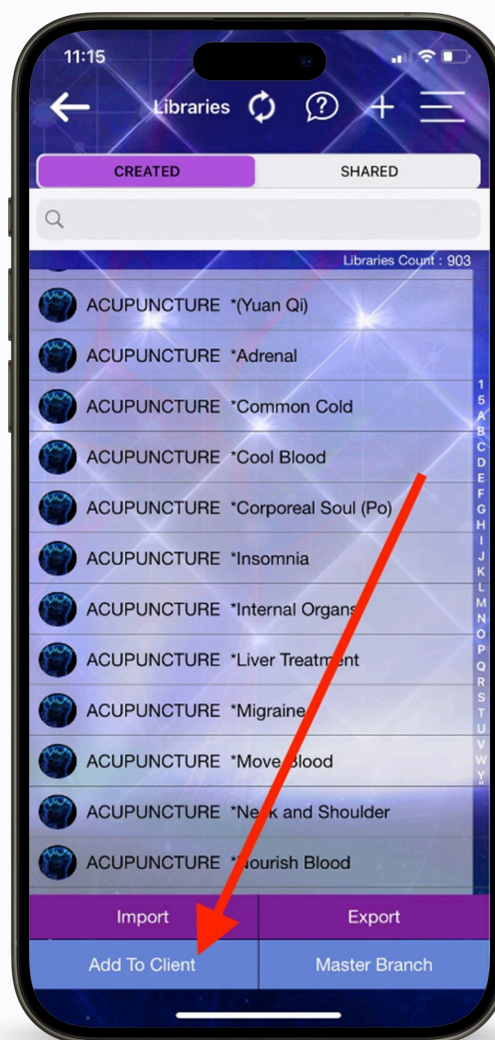 11:15
Libraries
CREATED SHARED
Libraries Count : 903
ACUPUNCTURE *(Yuan Qi)
ACUPUNCTURE *Adrenal
ACUPUNCTURE *Common Cold
ACUPUNCTURE *Cool Blood
ACUPUNCTURE *Corporeal Soul (Po)
ACUPUNCTURE *Insomnia
ACUPUNCTURE *Internal Organs
ACUPUNCTURE *Liver Treatment
ACUPUNCTURE *Migraine
ACUPUNCTURE *Move Blood
ACUPUNCTURE *Neck and Shoulder
ACUPUNCTURE *Nourish Blood
1
5
A
B
C
D
E
F
G
H
I
J
K
L
M
N
O
P
Q
R
S
T
U
V
W
Y
Import Export
Add To Client Master Branch